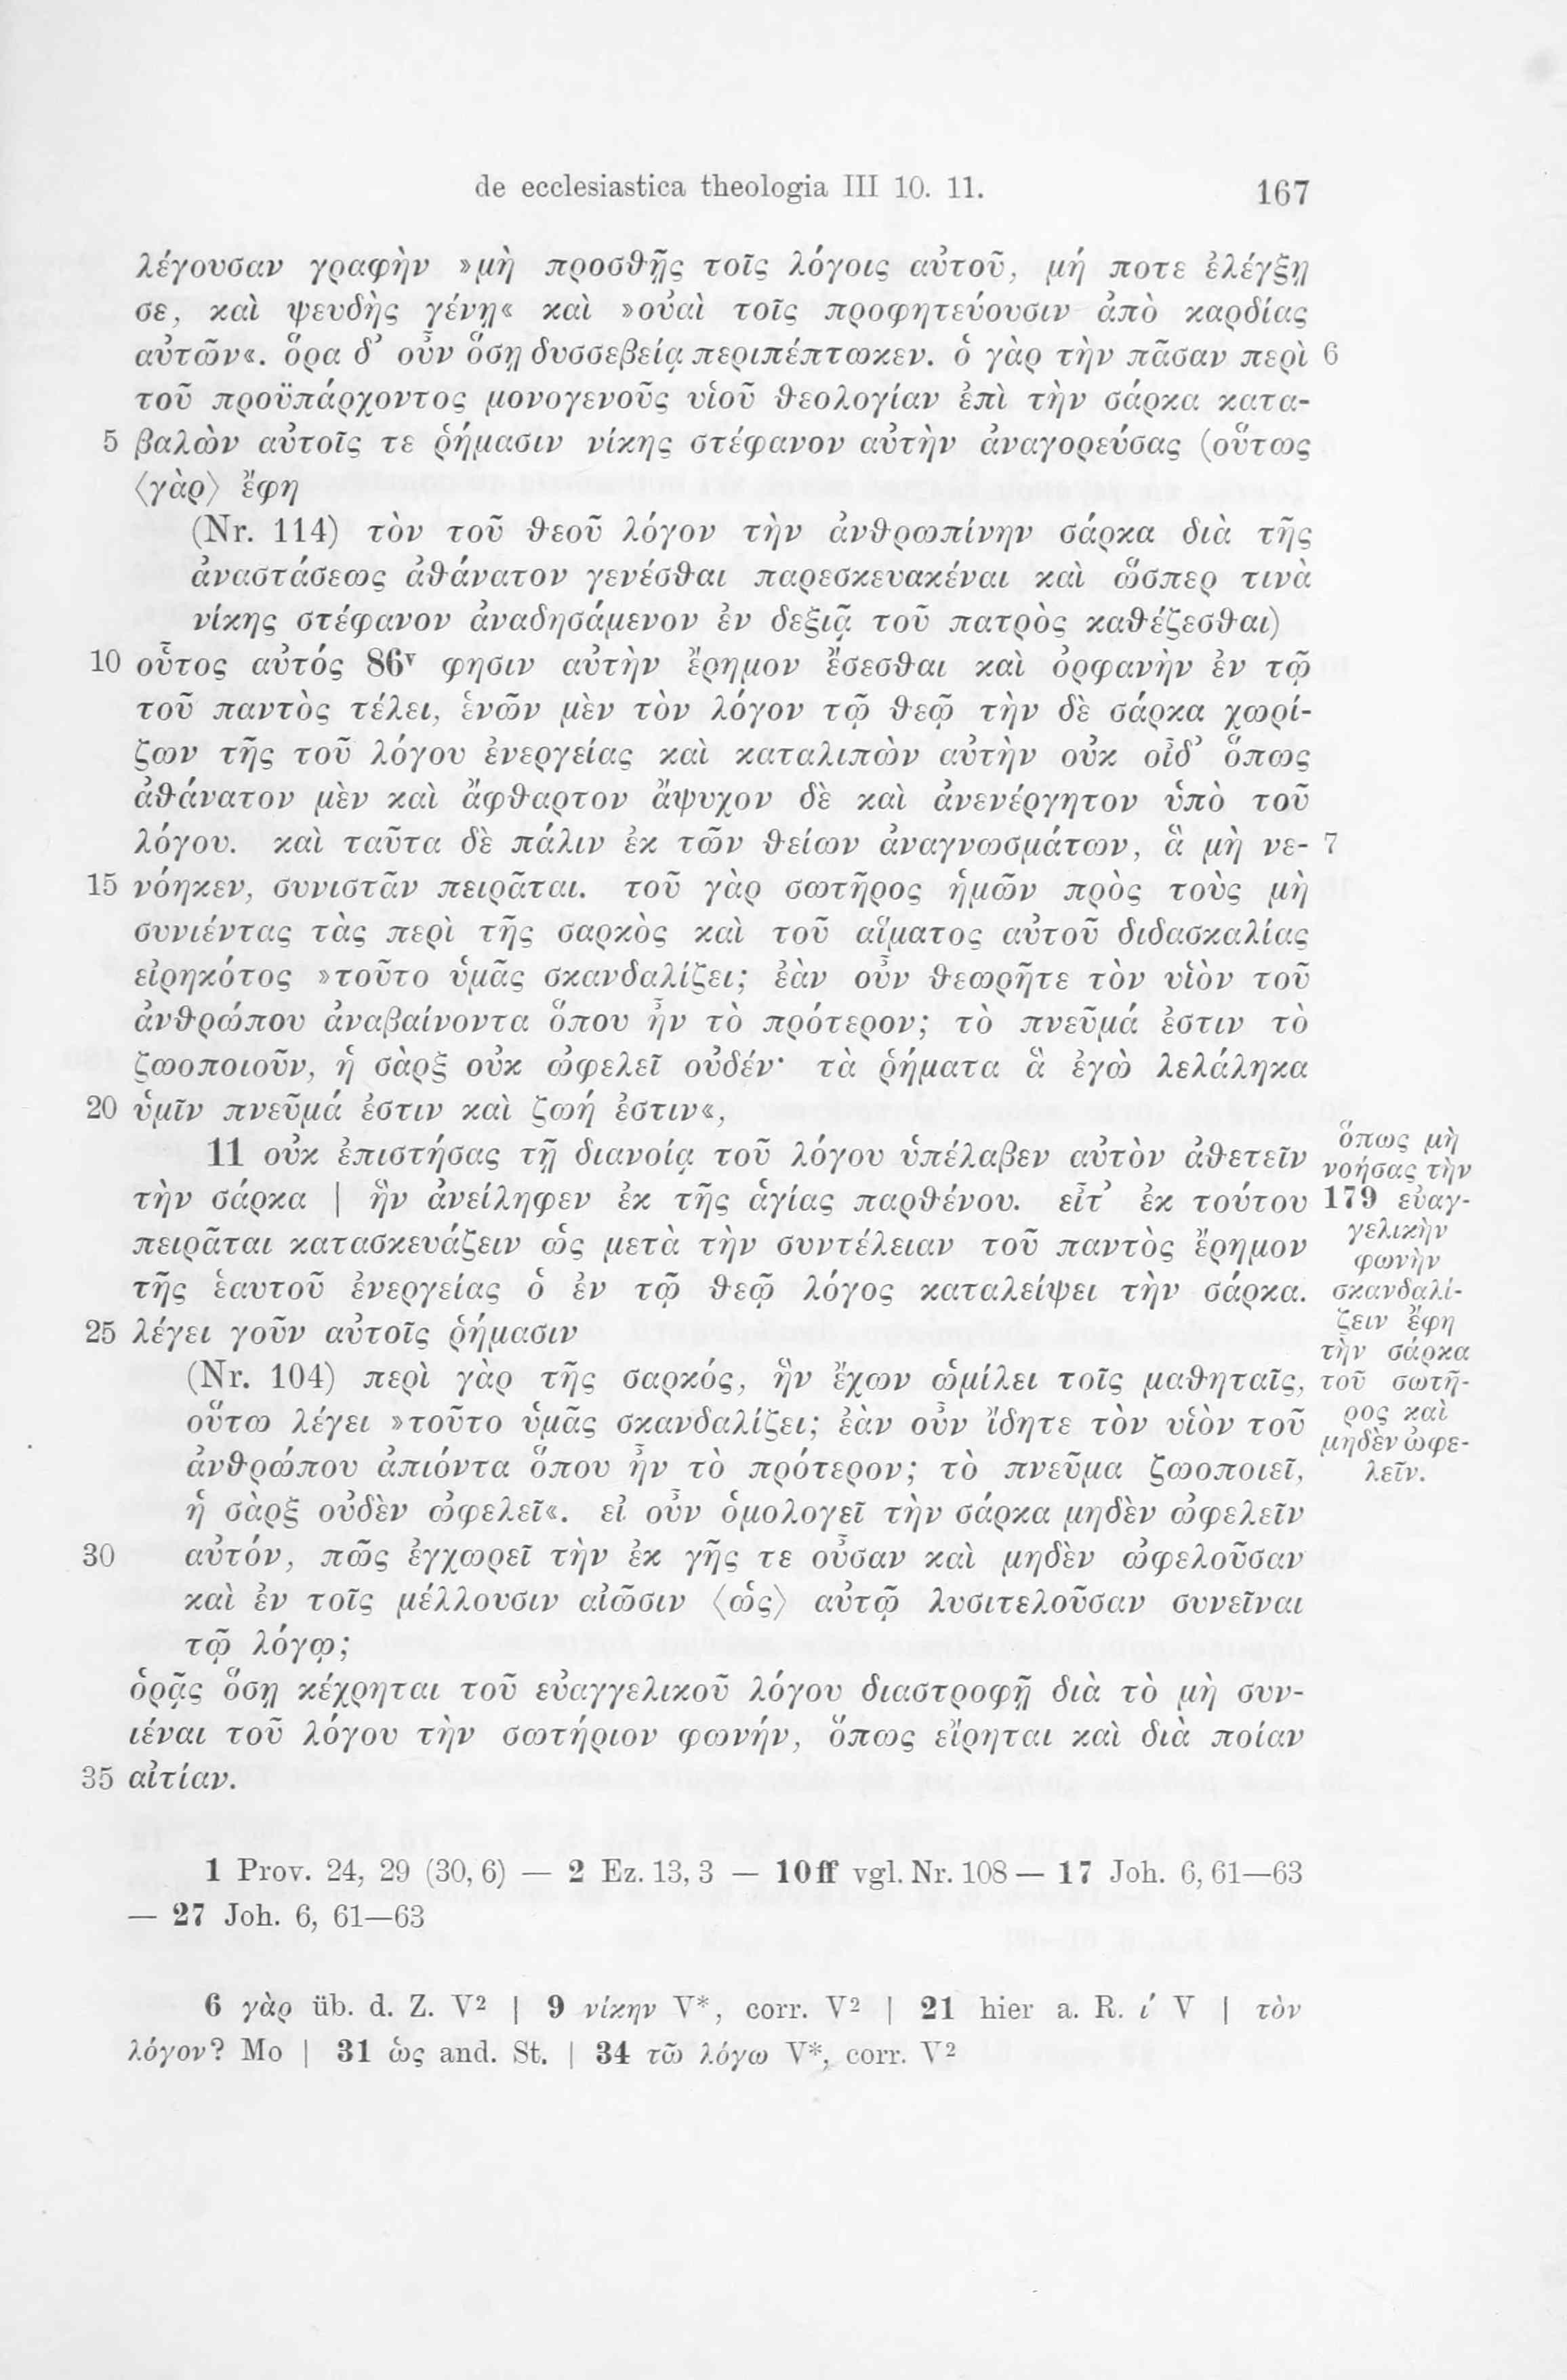 de ecclesiastica theologia III 10. 11. 167
λέγουσαν γραφὴν »μὴ προσθῇς τοῖς λόγοις αὐτοῦ, μή ποτε ἐλέγξῃ
σε, καὶ ψευδὴς γένῃ« καὶ »οὐαὶ τοῖς προφητεύουσιν ἀπὸ καρδίας
αὐτῶν«. ὅρα δ’ οὖν ὅσῃ δυσσεβείᾳ περιπέπτωκεν. ὁ γὰρ τὴν πᾶσαν περὶ 6
τοῦ προϋπάρχοντος μονογενοῦς υἱοῦ θεολογίαν ἐπὶ τὴν σάρκα κατα-
5 βαλὼν αὐτοῖς τε ῥήμασιν νίκης στέφανον αὐτὴν ἀναγορεύσας (οὕτως
⟨γὰρ⟩ ἔφη
(Nr. 114) τὸν τοῦ θεοῦ λόγον τὴν ἀνθρωπίνην σάρκα διὰ τῆς
ἀναστάσεως ἀθάνατον γενέσθαι παρεσκευακέναι καὶ ὥσπερ τινὰ
νίκης στέφανον ἀναδησάμενον ἐν δεξιᾷ τοῦ πατρὸς καθέζεσθαι)
10 οὗτος αὐτός 86ᵛ φησιν αὐτὴν ἔρημον ἔσεσθαι καὶ ὀρφανὴν ἐν τῷ
τοῦ παντὸς τέλει, ἑνῶν μὲν τὸν λόγον τῷ θεῷ τὴν δὲ σάρκα χωρί-
ζων τῆς τοῦ λόγου ἐνεργείας καὶ καταλιπὼν αὐτὴν οὐκ οἶδ’ ὅπως
ἀθάνατον μὲν καὶ ἄφθαρτον ἄψυχον δὲ καὶ ἀνενέργητον ὑπὸ τοῦ
λόγου. καὶ ταῦτα δὲ πάλιν ἐκ τῶν θείων ἀναγνωσμάτων, ἃ μὴ νε- 7
15 νόηκεν, συνιστᾶν πειρᾶται. τοῦ γὰρ σωτῆρος ἡμῶν πρὸς τοὺς μὴ
συνιέντας τὰς περὶ τῆς σαρκὸς καὶ τοῦ αἵματος αὐτοῦ διδασκαλίας
εἰρηκότος »τοῦτο ὑμᾶς σκανδαλίζει; ἐὰν οὖν θεωρῆτε τὸν υἱὸν τοῦ
ἀνθρώπου ἀναβαίνοντα ὅπου ἦν τὸ πρότερον; τὸ πνεῦμά ἐστιν τὸ
ζωοποιοῦν, ἡ σὰρξ οὐκ ὠφελεῖ οὐδέν· τὰ ῥήματα ἃ ἐγὼ λελάληκα
20 ὑμῖν πνεῦμά ἐστιν καὶ ζωή ἐστιν«,
11 οὐκ ἐπιστήσας τῇ διανοίᾳ τοῦ λόγου ὑπέλαβεν αὐτὸν ἀθετεῖν
τὴν σάρκα | ἣν ἀνείληφεν ἐκ τῆς ἁγίας παρθένου. εἶτ’ ἐκ τούτου
πειρᾶται κατασκευάζειν ὡς μετὰ τὴν συντέλειαν τοῦ παντὸς ἔρημον
τῆς ἑαυτοῦ ἐνεργείας ὁ ἐν τῷ θεῷ λόγος καταλείψει τὴν σάρκα.
25 λέγει γοῦν αὐτοῖς ῥήμασιν
(Nr. 104) περὶ γὰρ τῆς σαρκός, ἣν ἔχων ὡμίλει τοῖς μαθηταῖς,
οὕτω λέγει »τοῦτο ὑμᾶς σκανδαλίζει; ἐὰν οὖν ἴδητε τὸν υἱὸν τοῦ
ἀνθρώπου ἀπιόντα ὅπου ἦν τὸ πρότερον; τὸ πνεῦμα ζωοποιεῖ,
ἡ σὰρξ οὐδὲν ὠφελεῖ«. εἰ οὖν ὁμολογεῖ τὴν σάρκα μηδὲν ὠφελεῖν
30 αὐτόν, πῶς ἐγχωρεῖ τὴν ἐκ γῆς τε οὖσαν καὶ μηδὲν ὠφελοῦσαν
καὶ ἐν τοῖς μέλλουσιν αἰῶσιν ⟨ὡς⟩ αὐτῷ λυσιτελοῦσαν συνεῖναι
τῷ λόγῳ;
ὁρᾷς ὅσῃ κέχρηται τοῦ εὐαγγελικοῦ λόγου διαστροφῇ διὰ τὸ μὴ συν-
ιέναι τοῦ λόγου τὴν σωτήριον φωνήν, ὅπως εἴρηται καὶ διὰ ποίαν
35 αἰτίαν.
ὅπως μὴ
νοήσας τὴν
179 εὐαγ-
γελικὴν
φωνὴν
σκανδαλί-
ζειν ἔφη
τὴν σάρκα
τοῦ σωτῆ-
ρος καὶ
μηδὲν ὠφε-
λεῖν.
1 Prov. 24, 29 (30, 6) — 2 Ez. 13, 3 — 10 ff vgl. Nr. 108 — 17 Joh. 6, 61—63
— 27 Joh. 6, 61—63
6 γὰρ üb. d. Z. V² | 9 νίκην V*, corr. V² | 21 hier a. R. ί V | τὸν
λόγον? Mo | 31 ὡς and. St. | 34 τῶ λόγω V*, corr. V²